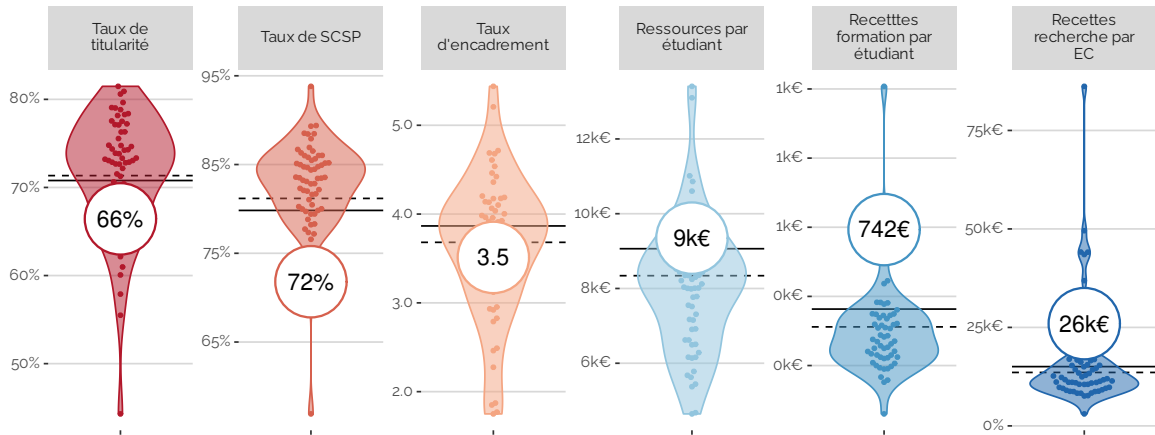 Taux de
titularité
80%
70%
60%
50%
66%
Taux de SCSP
95%
85%
75%
65%
72%
Taux
d'encadrement
5.0
4.0
3.0
2.0
3.5
Ressources par
étudiant
12k€
10k€
8k€
6k€
9k€
Recetttes
formation par
étudiant
1k€
1k€
1k€
0k€
0k€
742€
Recettes
recherche par
EC
75k€
50k€
25k€
0%
26k€